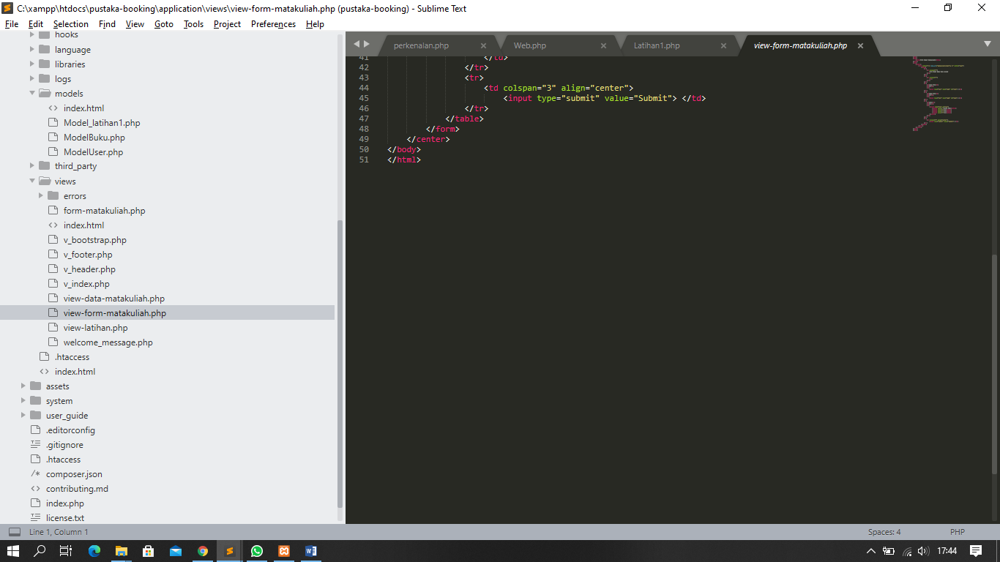 C:\xampp\htdocs\pustaka-booking\application\views\view-form-matakuliah.php (pustaka-booking) - Sublime Text
File Edit Selection Find View Goto Tools Project Preferences Help
hooks
language
libraries
logs
models
index.html
Model_latihan1.php
ModelBuku.php
ModelUser.php
third_party
views
errors
form-matakuliah.php
index.html
v_bootstrap.php
v_footer.php
v_header.php
v_index.php
view-data-matakuliah.php
view-form-matakuliah.php
view-latihan.php
welcome_message.php
.htaccess
index.html
assets
system
user_guide
.editorconfig
.gitignore
.htaccess
composer.json
contributing.md
index.php
license.txt
perkenalan.php Web.php Latihan1.php view-form-matakuliah.php
41 </td>
42 </tr>
43 <tr>
44 <td colspan="3" align="center">
45 <input type="submit" value="Submit"> </td>
46 </tr>
47 </table>
48 </form>
49 </center>
50 </body>
51 </html>
Line 1, Column 1 Spaces: 4 PHP
17:44